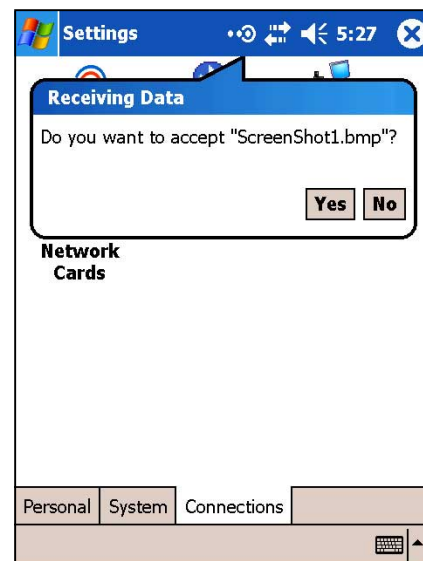 Settings 5:27
Receiving Data
Do you want to accept "ScreenShot1.bmp"?
Yes No
Network
Cards
Personal System Connections